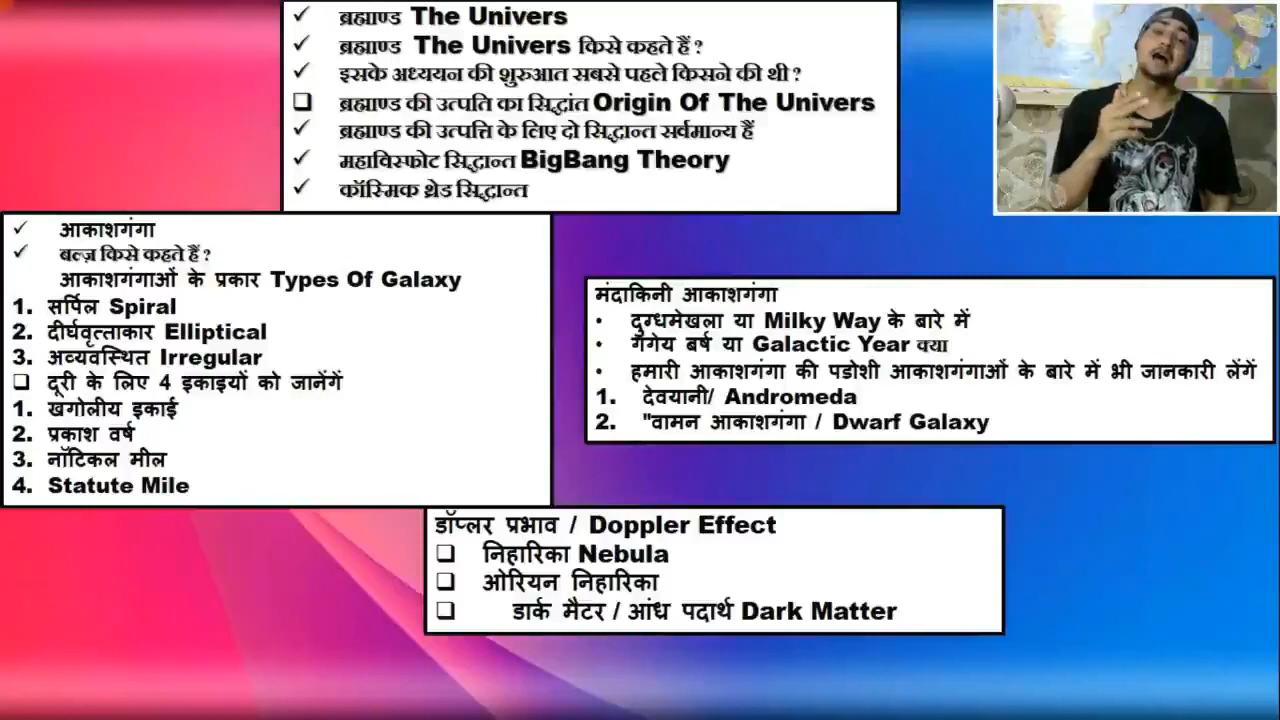 ब्रह्माण्ड The Univers
ब्रह्माण्ड The Univers किसे कहते हैं ?
इसके अध्ययन की शुरुआत सबसे पहले किसने की थी ?
ब्रह्माण्ड की उत्पति का सिद्धांत Origin Of The Univers
ब्रह्माण्ड की उत्पत्ति के लिए दो सिद्धान्त सर्वमान्य हैं
महाविस्फोट सिद्धान्त BigBang Theory
कॉस्मिक थ्रेड सिद्धान्त
आकाशगंगा
बल्ज़ किसे कहते हैं ?
आकाशगंगाओं के प्रकार Types Of Galaxy
1. सर्पिल Spiral
2. दीर्घवृत्ताकार Elliptical
3. अव्यवस्थित Irregular
दूरी के लिए 4 इकाइयों को जानेंगें
1. खगोलीय इकाई
2. प्रकाश वर्ष
3. नॉटिकल मील
4. Statute Mile
मंदाकिनी आकाशगंगा
• दुग्धमेखला या Milky Way के बारे में
• गंगेय बर्ष या Galactic Year क्या
• हमारी आकाशगंगा की पडोशी आकाशगंगाओं के बारे में भी जानकारी लेंगें
1. देवयानी/ Andromeda
2. "वामन आकाशगंगा / Dwarf Galaxy
डॉप्लर प्रभाव / Doppler Effect
निहारिका Nebula
ओरियन निहारिका
डार्क मैटर / आंध पदार्थ Dark Matter